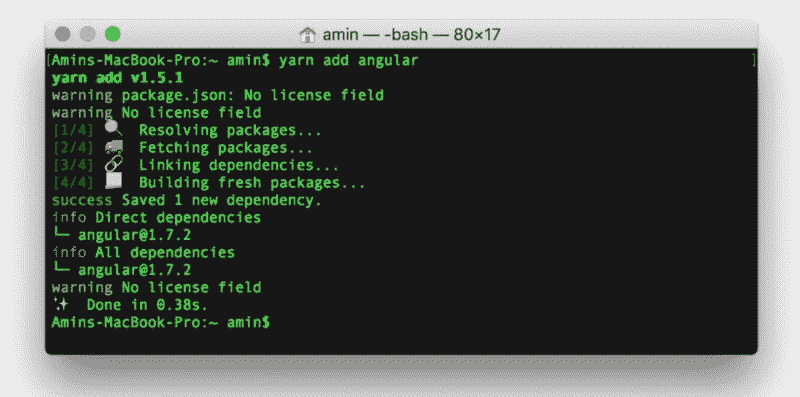 amin — -bash — 80×17
[Amins-MacBook-Pro:~ amin$ yarn add angular ]
yarn add v1.5.1
warning package.json: No license field
warning No license field
[1/4] 🔍 Resolving packages...
[2/4] 🚚 Fetching packages...
[3/4] 🔗 Linking dependencies...
[4/4] 📃 Building fresh packages...
success Saved 1 new dependency.
info Direct dependencies
└─ angular@1.7.2
info All dependencies
└─ angular@1.7.2
warning No license field
✨ Done in 0.38s.
Amins-MacBook-Pro:~ amin$